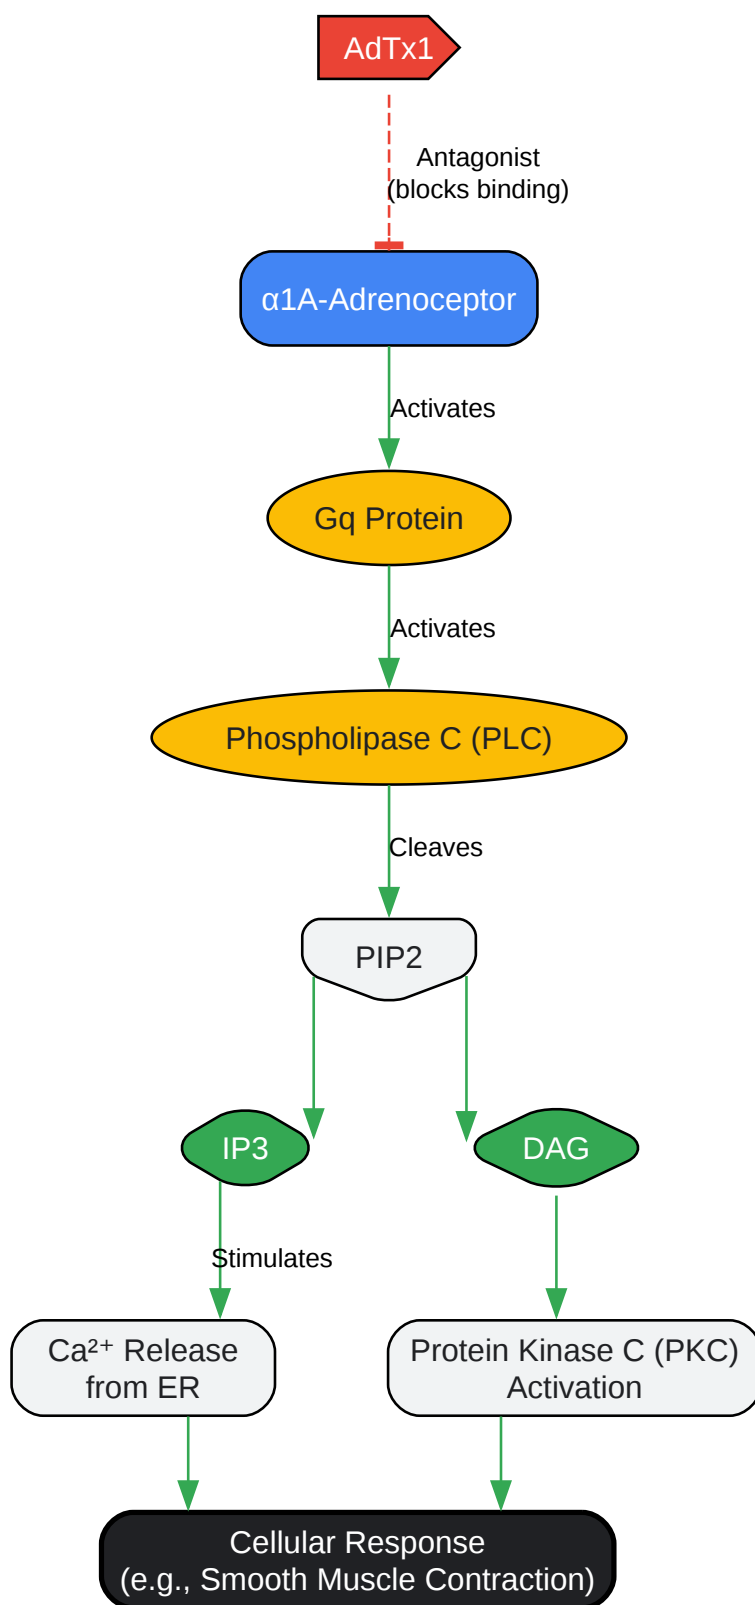 AdTx1
Antagonist
(blocks binding)
α1A-Adrenoceptor
Activates
Gq Protein
Activates
Phospholipase C (PLC)
Cleaves
PIP2
IP3
DAG
Stimulates
Ca²⁺ Release
from ER
Protein Kinase C (PKC)
Activation
Cellular Response
(e.g., Smooth Muscle Contraction)